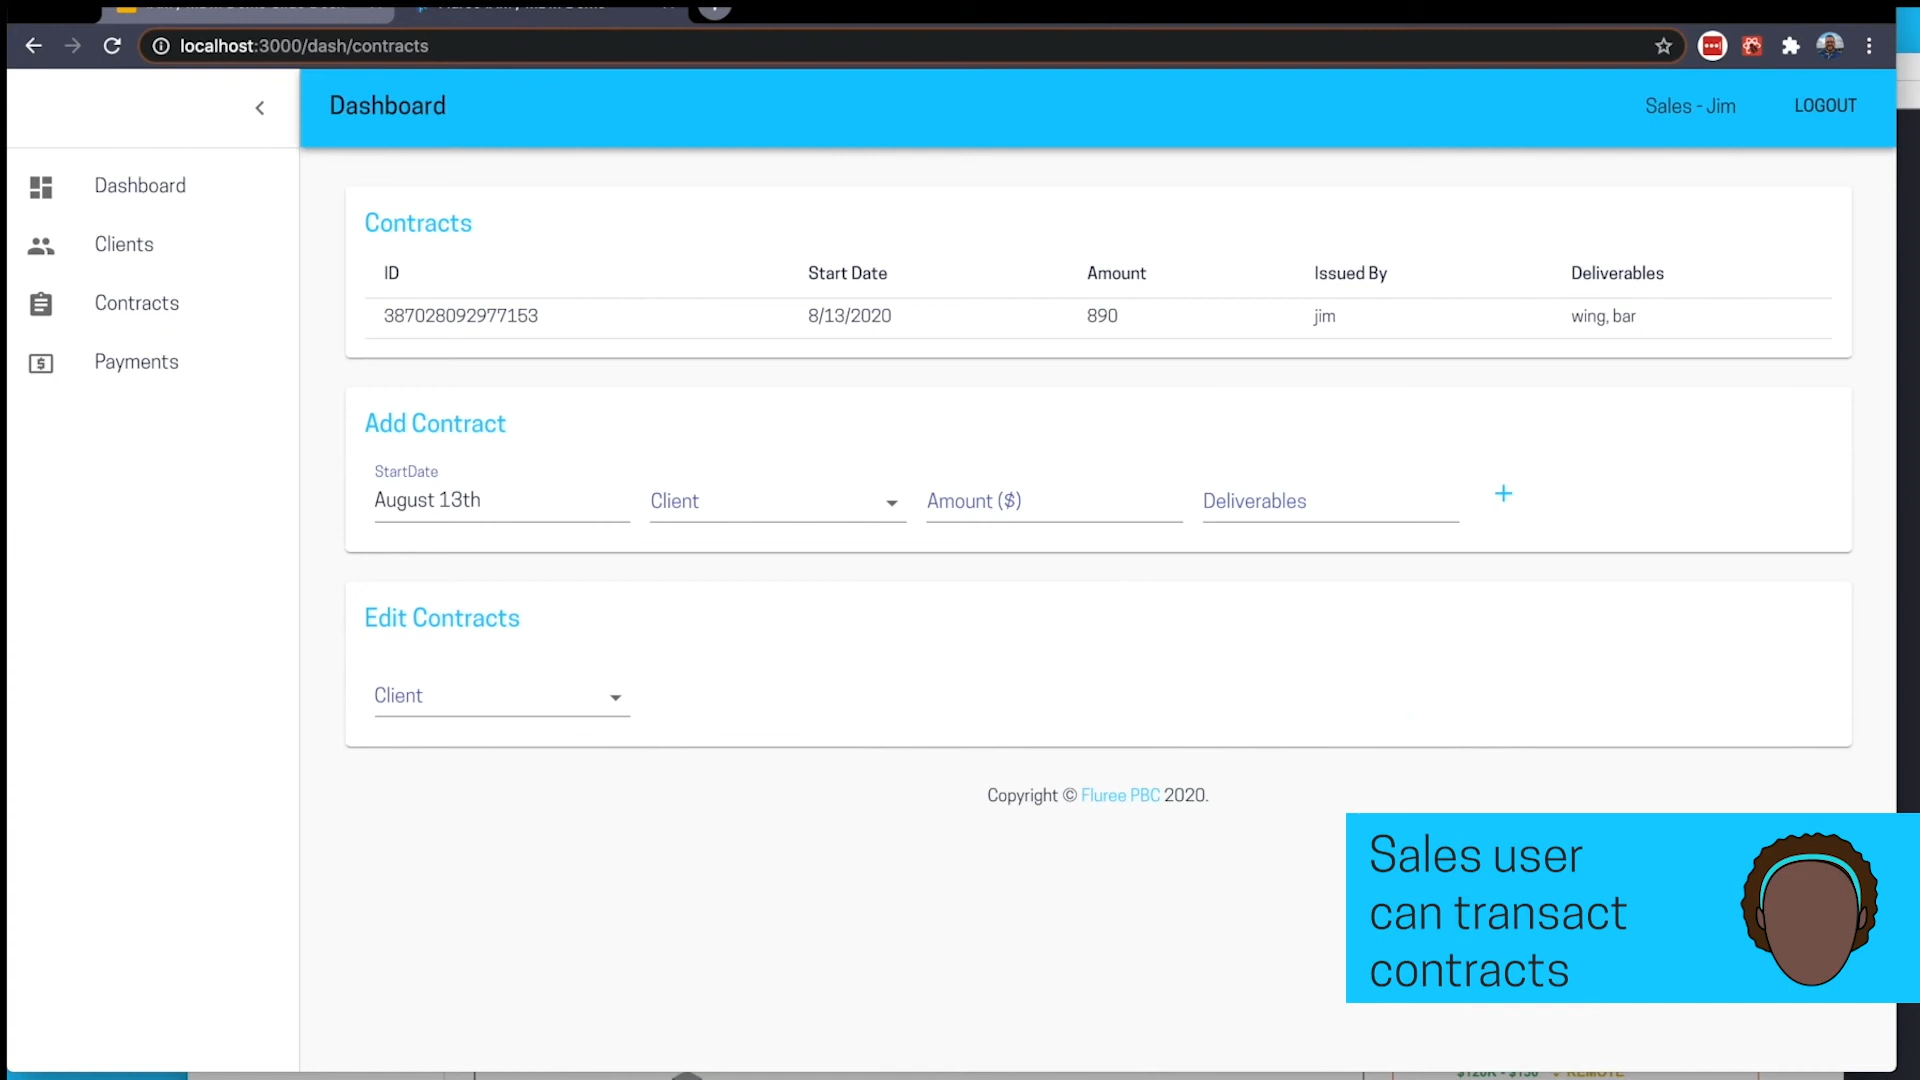 localhost:3000/dash/contracts
Dashboard
Sales - Jim
LOGOUT
Dashboard
Clients
Contracts
Payments
Contracts
ID Start Date Amount Issued By Deliverables
387028092977153 8/13/2020 890 jim wing, bar
Add Contract
StartDate
August 13th Client Amount ($) Deliverables
Edit Contracts
Client
Copyright © Fluree PBC 2020.
Sales user
can transact
contracts